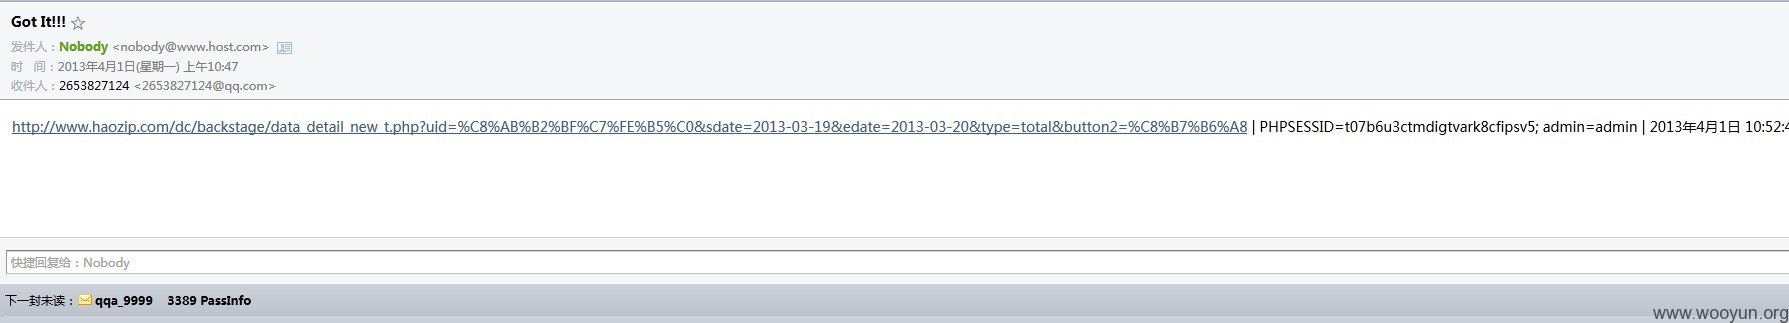 Got It!!! ☆
发件人：Nobody <nobody@www.host.com>
时 间：2013年4月1日(星期一) 上午10:47
收件人：2653827124 <2653827124@qq.com>
http://www.haozip.com/dc/backstage/data_detail_new_t.php?uid=%C8%AB%B2%BF%C7%FE%B5%C0&sdate=2013-03-19&edate=2013-03-20&type=total&button2=%C8%B7%B6%A8 | PHPSESSID=t07b6u3ctmdigtvark8cfipsv5; admin=admin | 2013年4月1日 10:52:4
快捷回复给：Nobody
下一封未读： qqa_9999 3389 PassInfo
www.wooyun.org